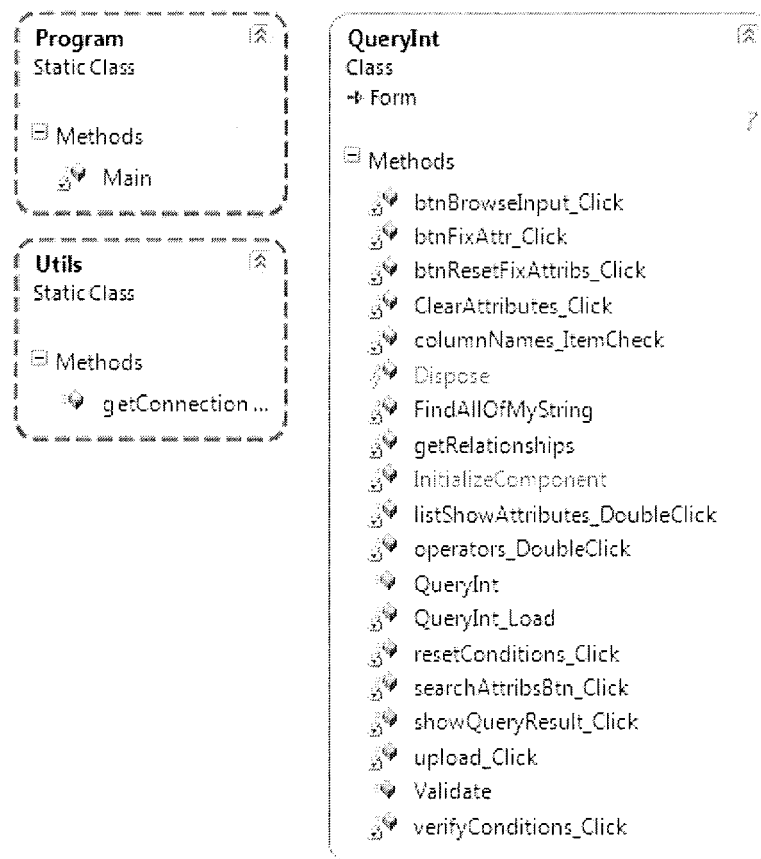 Program
Static Class
Methods
Main
Utils
Static Class
Methods
getConnection ...
QueryInt
Class
Form
Methods
btnBrowseInput_Click
btnFixAttr_Click
btnResetFixAttribs_Click
ClearAttributes_Click
columnNames_ItemCheck
Dispose
FindAllOfMyString
getRelationships
InitializeComponent
listShowAttributes_DoubleClick
operators_DoubleClick
QueryInt
QueryInt_Load
resetConditions_Click
searchAttribsBtn_Click
showQueryResult_Click
upload_Click
Validate
verifyConditions_Click